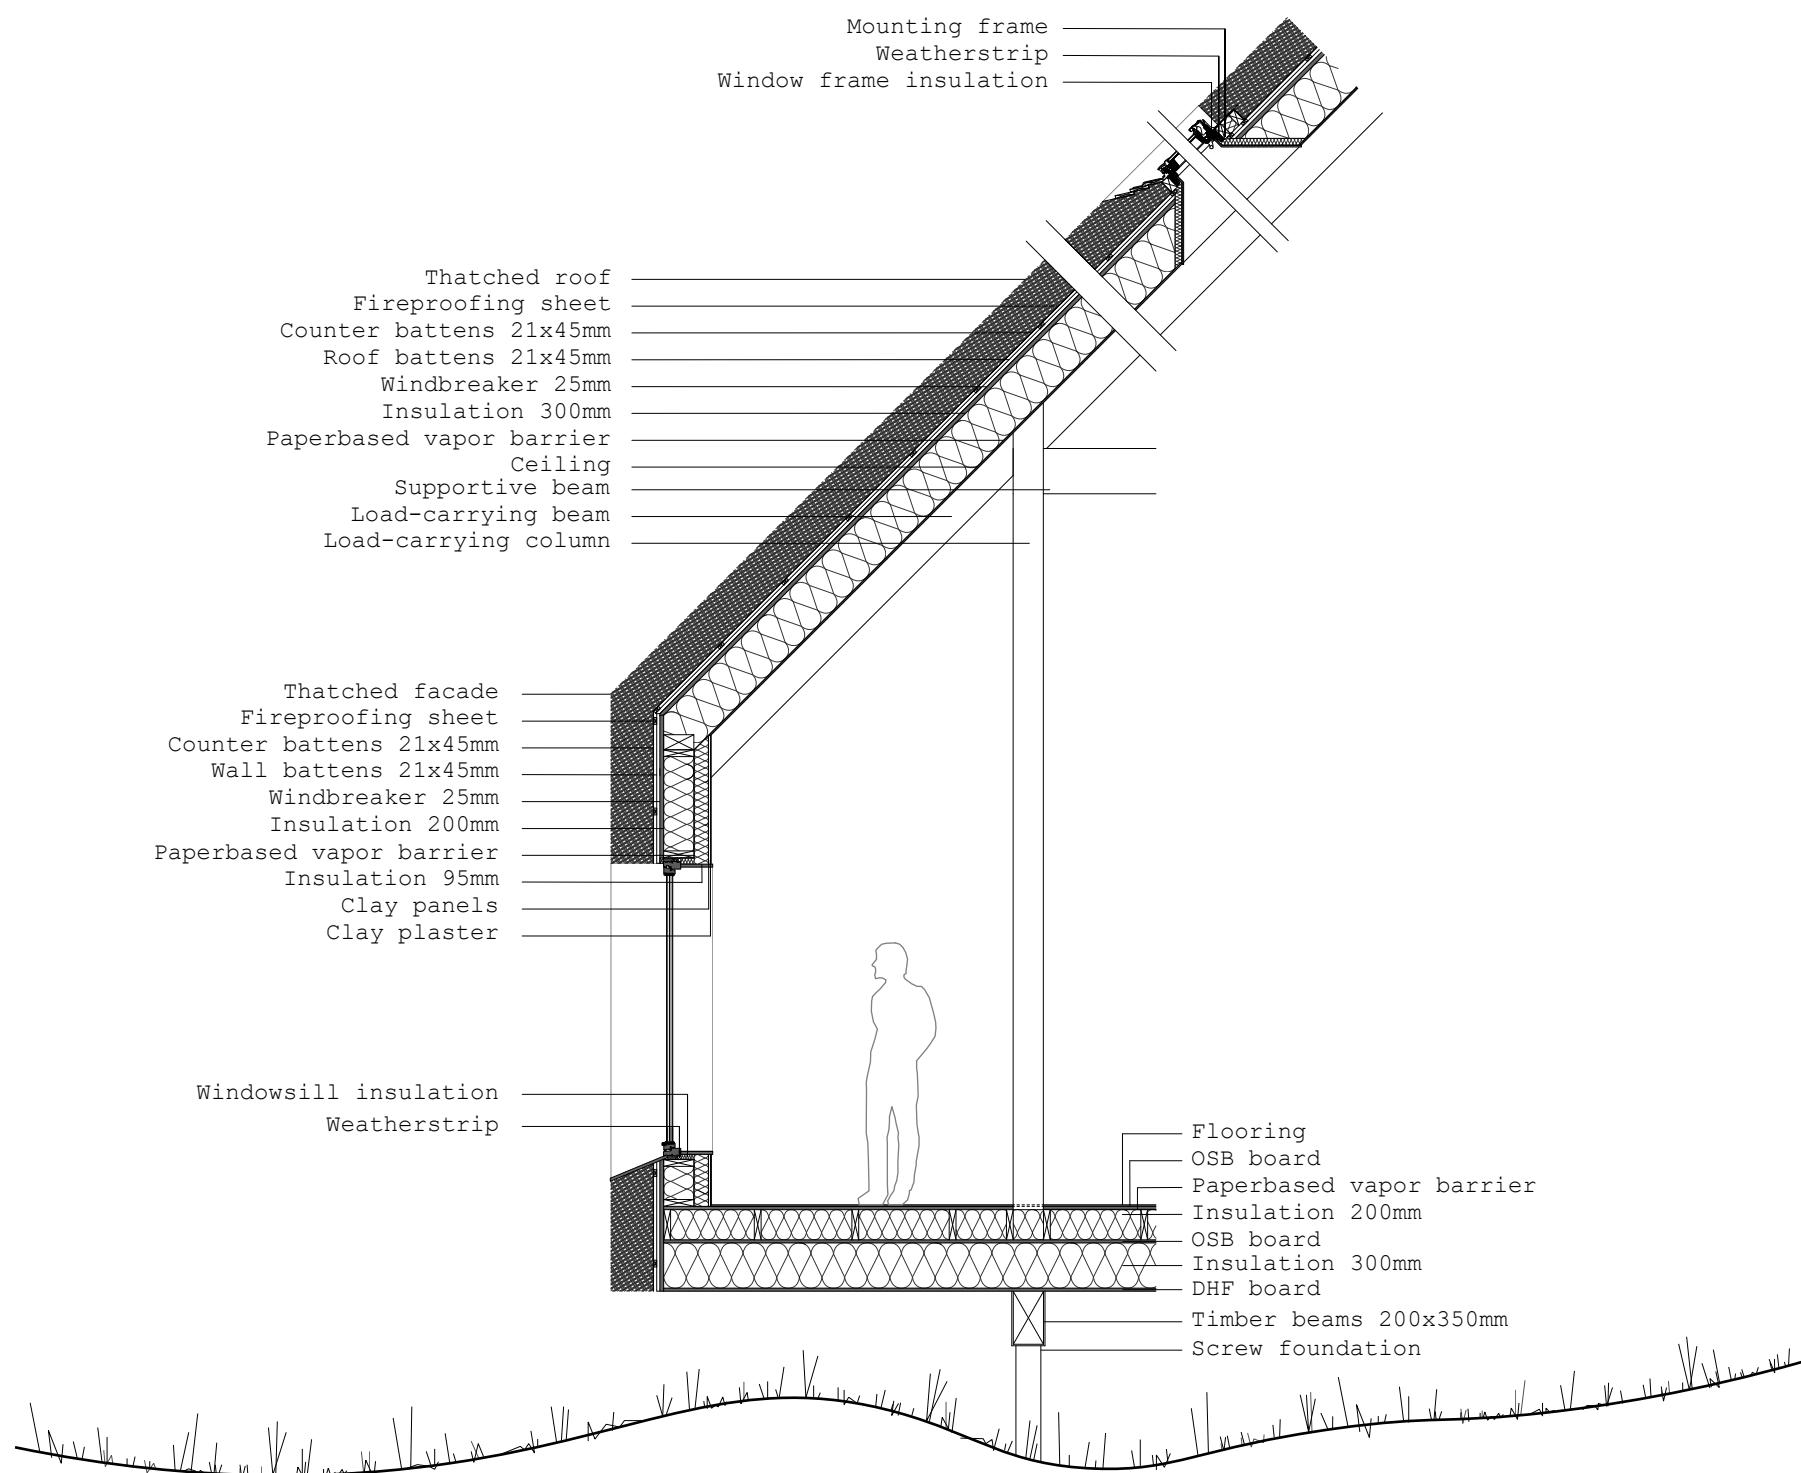 Mounting frame
Weatherstrip
Window frame insulation
Thatched roof
Fireproofing sheet
Counter battens 21x45mm
Roof battens 21x45mm
Windbreaker 25mm
Insulation 300mm
Paperbased vapor barrier
Ceiling
Supportive beam
Load-carrying beam
Load-carrying column
Thatched facade
Fireproofing sheet
Counter battens 21x45mm
Wall battens 21x45mm
Windbreaker 25mm
Insulation 200mm
Paperbased vapor barrier
Insulation 95mm
Clay panels
Clay plaster
Windowsill insulation
Weatherstrip
Flooring
OSB board
Paperbased vapor barrier
Insulation 200mm
OSB board
Insulation 300mm
DHF board
Timber beams 200x350mm
Screw foundation